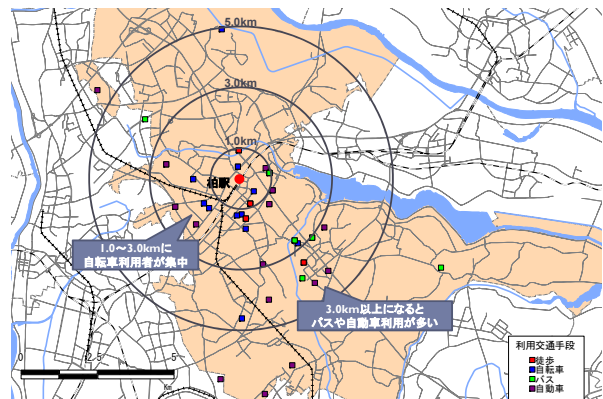 5.0km
3.0km
1.0km
柏駅
1.0～3.0kmに
自転車利用者が集中
3.0km以上になると
バスや自動車利用が多い
利用交通手段
徒歩
自転車
バス
自動車
0
2.5
5
Km